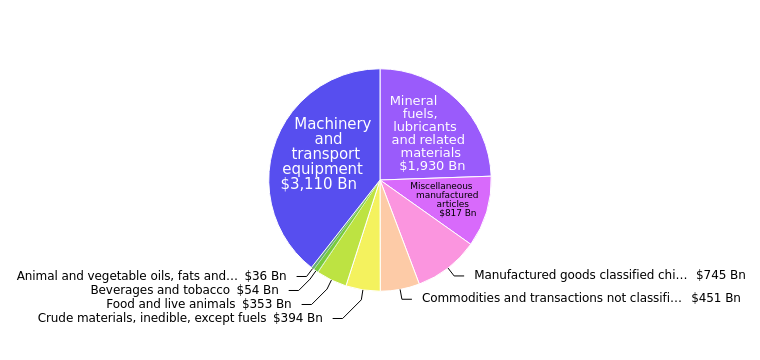 Machinery
and
transport
equipment
$3,110 Bn
Mineral
fuels,
lubricants
and related
materials
$1,930 Bn
Miscellaneous
manufactured
articles
$817 Bn
Animal and vegetable oils, fats and… $36 Bn
Beverages and tobacco $54 Bn
Food and live animals $353 Bn
Crude materials, inedible, except fuels $394 Bn
Manufactured goods classified chi… $745 Bn
Commodities and transactions not classifi… $451 Bn